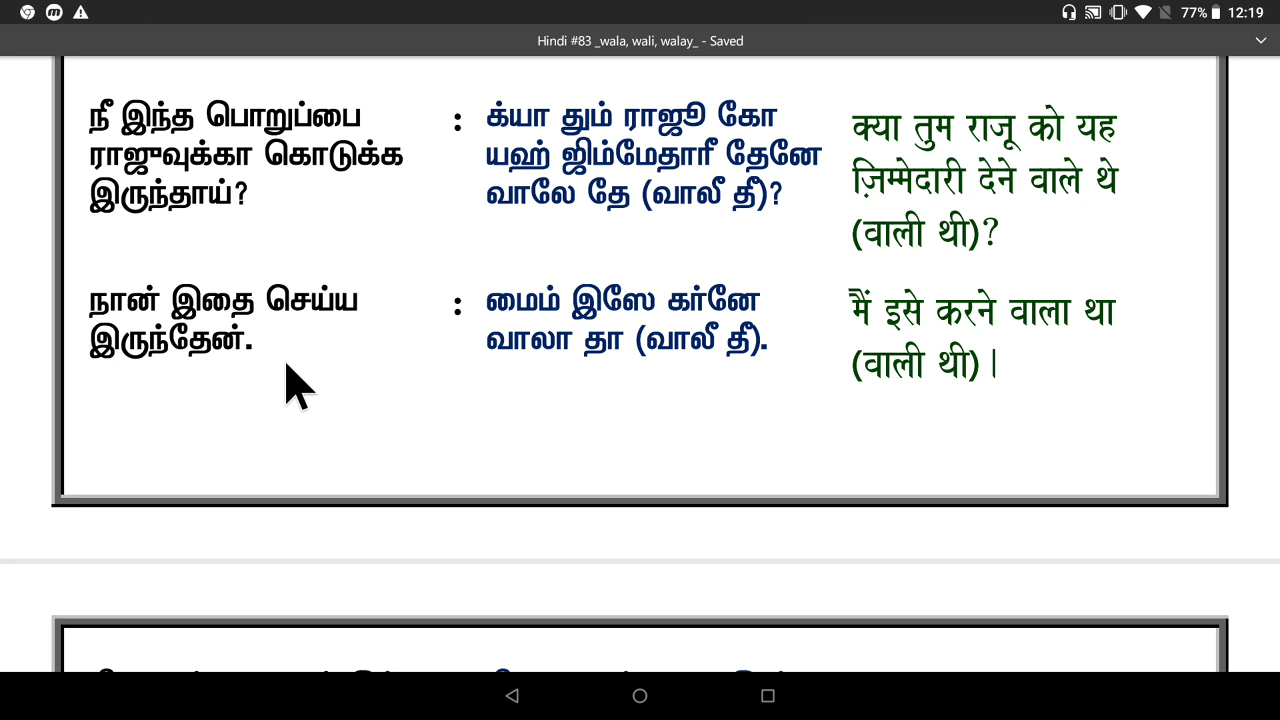 77% 12:19
Hindi #83 _wala, wali, walay_ - Saved
நீ இந்த பொறுப்பை
ராஜுவுக்கா கொடுக்க
இருந்தாய்?
:
க்யா தும் ராஜூ கோ
யஹ் ஜிம்மேதாரீ தேனே
வாலே தே (வாலீ தீ)?
क्या तुम राजू को यह
ज़िम्मेदारी देने वाले थे
(वाली थी)?
நான் இதை செய்ய
இருந்தேன்.
:
மைம் இஸே கர்னே
வாலா தா (வாலீ தீ).
मैं इसे करने वाला था
(वाली थी)|